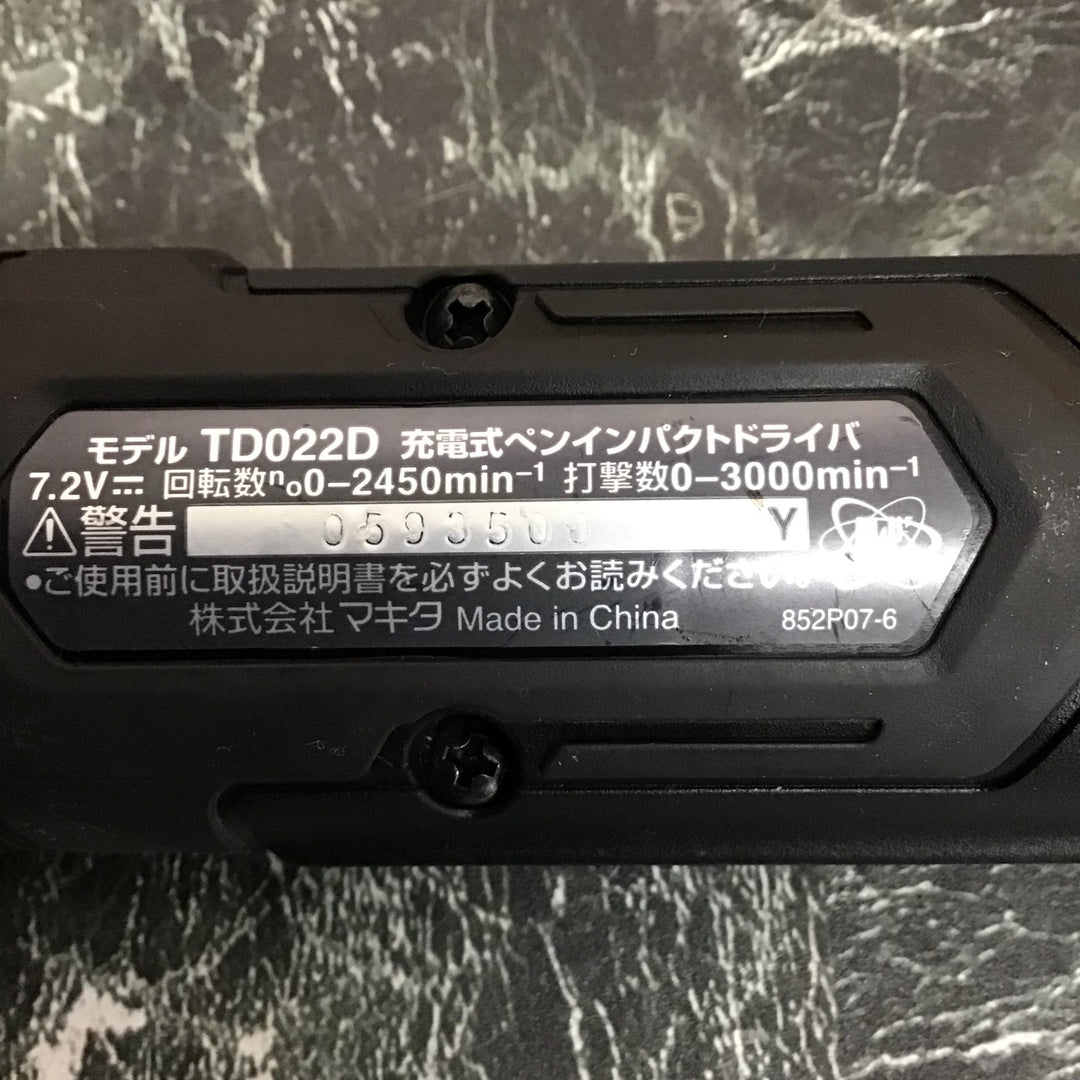 モデル TD022D 充電式ペンインパクトドライバ
7.2V⎓ 回転数n₀0−2450min⁻¹ 打撃数0−3000min⁻¹
⚠警告 Y
●ご使用前に取扱説明書を必ずよくお読みください。
株式会社 マキタ Made in China 852P07-6